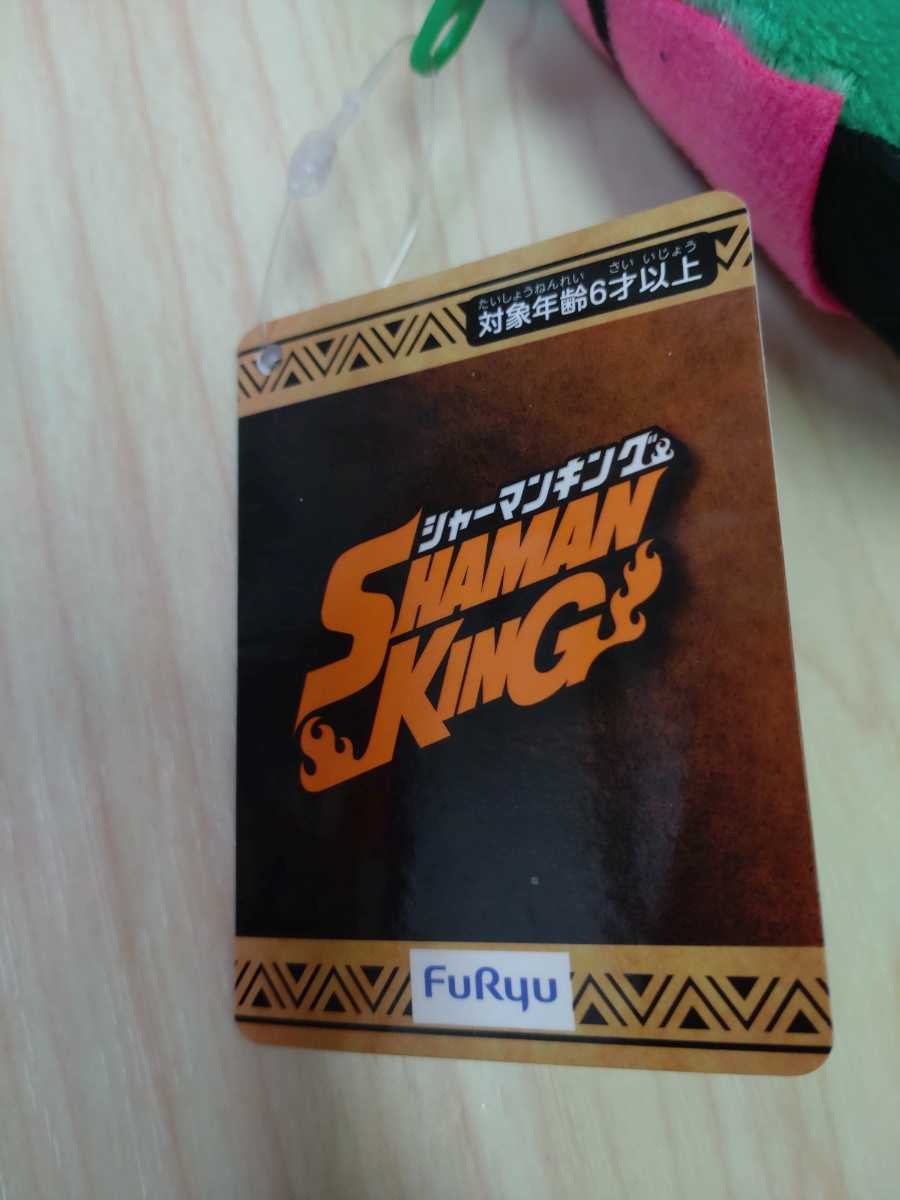 たいしょうねんれい さい いじょう
対象年齢6才以上
シャーマンキング
SHAMAN
KING
FuRyu